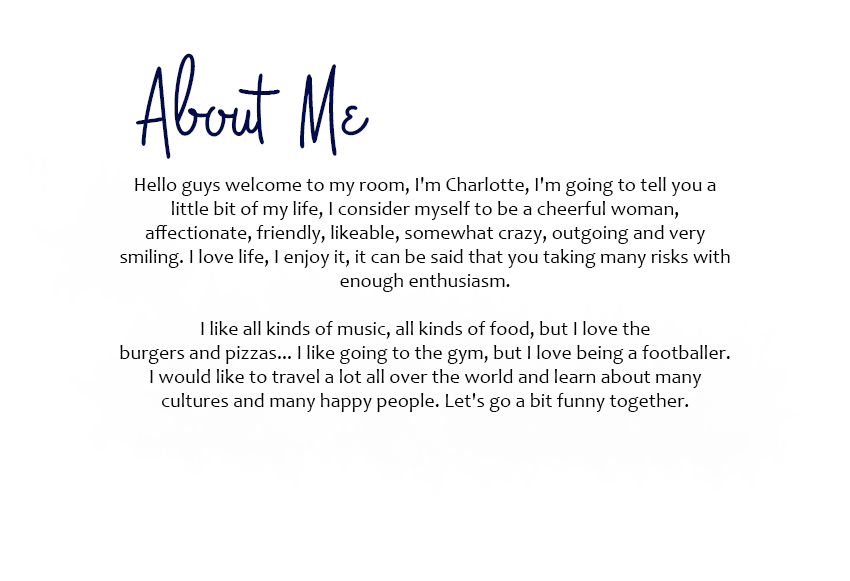 About Me
Hello guys welcome to my room, I'm Charlotte, I'm going to tell you a
little bit of my life, I consider myself to be a cheerful woman,
affectionate, friendly, likeable, somewhat crazy, outgoing and very
smiling. I love life, I enjoy it, it can be said that you taking many risks with
enough enthusiasm.
I like all kinds of music, all kinds of food, but I love the
burgers and pizzas... I like going to the gym, but I love being a footballer.
I would like to travel a lot all over the world and learn about many
cultures and many happy people. Let's go a bit funny together.